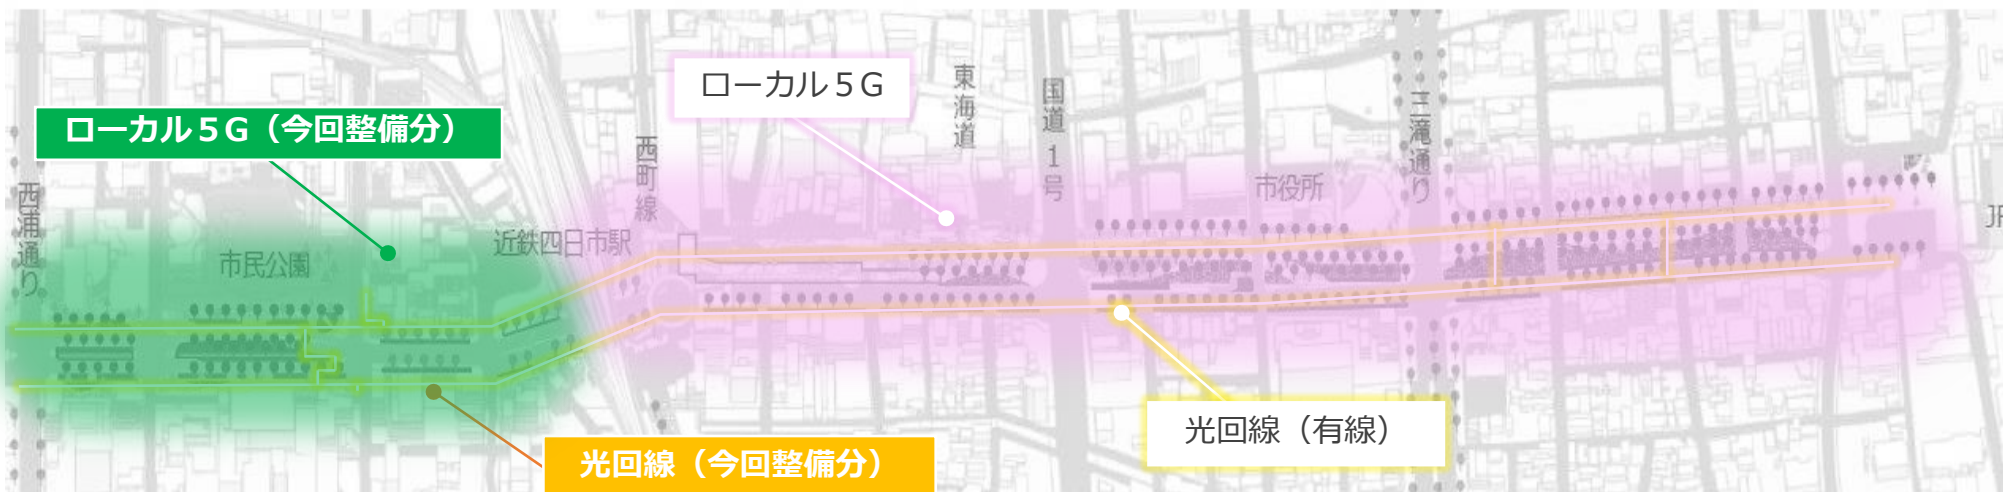 ローカル５G
東海道
国道１号
三滝通り
ローカル５G（今回整備分）
西町線
西浦通り
市役所
近鉄四日市駅
市民公園
光回線（有線）
光回線（今回整備分）